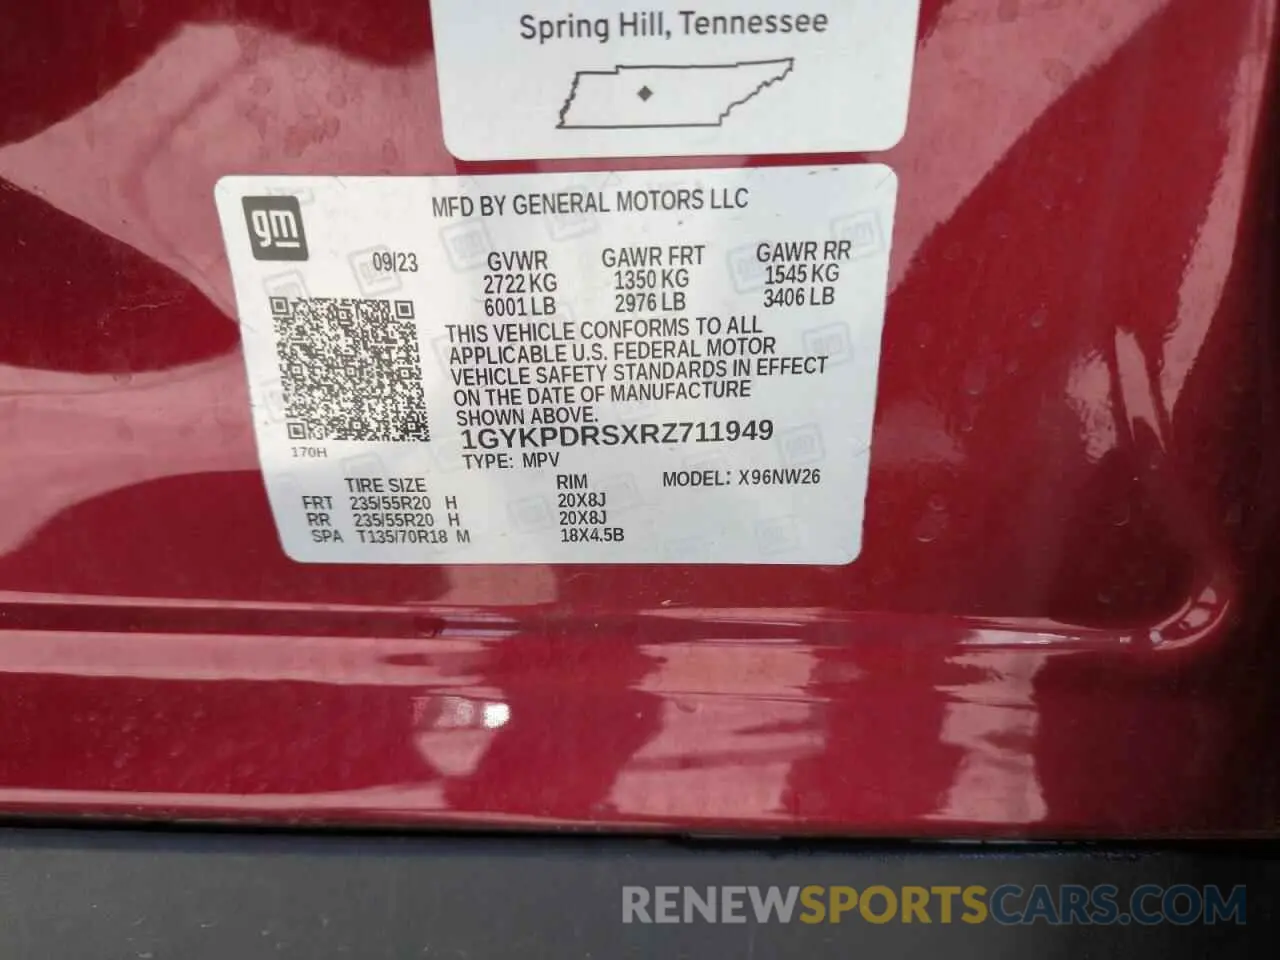 Spring Hill, Tennessee
gm
MFD BY GENERAL MOTORS LLC
09/23 GVWR GAWR FRT GAWR RR
2722 KG 1350 KG 1545 KG
6001 LB 2976 LB 3406 LB
THIS VEHICLE CONFORMS TO ALL
APPLICABLE U.S. FEDERAL MOTOR
VEHICLE SAFETY STANDARDS IN EFFECT
ON THE DATE OF MANUFACTURE
SHOWN ABOVE.
1GYKPDRSXRZ711949
170H
TYPE: MPV
TIRE SIZE RIM MODEL: X96NW26
FRT 235/55R20 H 20X8J
RR 235/55R20 H 20X8J
SPA T135/70R18 M 18X4.5B
RENEWSPORTSCARS.COM